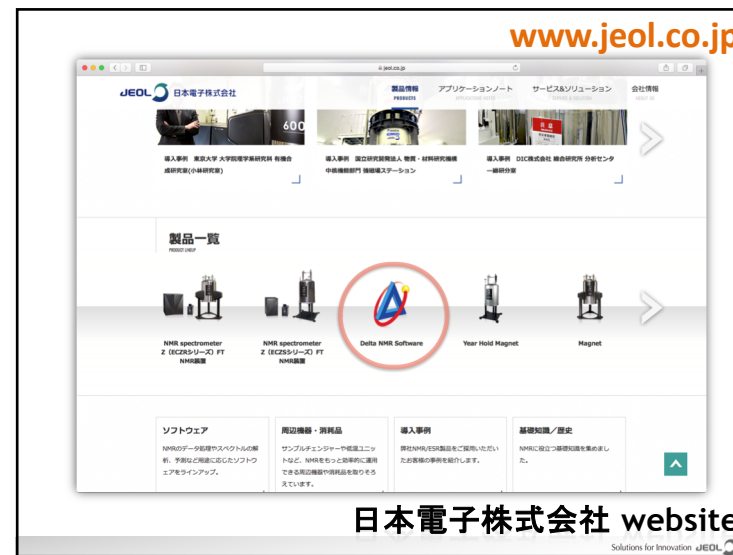 www.jeol.co.jp
jeol.co.jp
JEOL 日本電子株式会社
製品情報 アプリケーションノート サービス&ソリューション 会社情報
PRODUCTS APPLICATIONS NOTES SERVICE & SOLUTION ABOUT US
600
導入事例 東京大学 大学院理学系研究科 有機合
成研究室(小林研究室)
導入事例 国立研究開発法人 物質・材料研究機構
中核機能部門 強磁場ステーション
導入事例 DIC株式会社 総合研究所 分析センタ
ー細研分室
製品一覧
PRODUCT LINEUP
NMR spectrometer
Z(ECZRシリーズ)FT
NMR装置
NMR spectrometer
Z(ECZSシリーズ)FT
NMR装置
Delta NMR Software
Year Hold Magnet
Magnet
ソフトウェア
NMRのデータ処理やスペクトルの解
析、予測など用途に応じたソフトウ
ェアをラインアップ。
周辺機器・消耗品
サンプルチェンジャーや低温ユニッ
トなど、NMRをもっと効率的に運用
できる周辺機器や消耗品を取りそろ
えています。
導入事例
弊社NMR/ESR製品をご採用いただい
たお客様の事例を紹介します。
基礎知識/歴史
NMRに役立つ基礎知識を集めまし
た。
日本電子株式会社 website
Solutions for Innovation JEOL